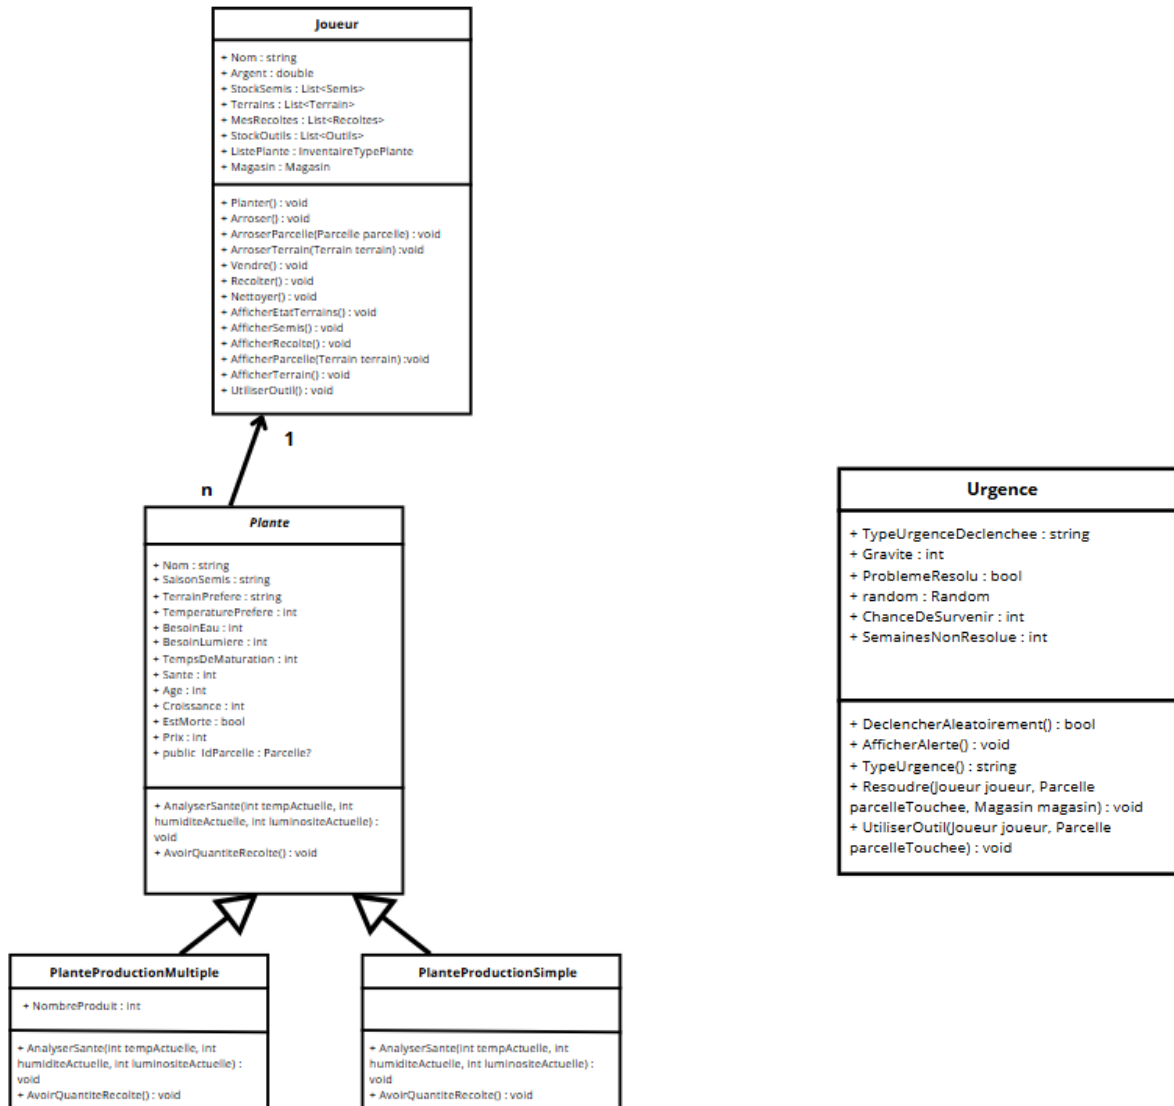 Joueur
+ Nom : string
+ Argent : double
+ StockSemis : List<Semis>
+ Terrains : List<Terrain>
+ MesRecoltes : List<Recoltes>
+ StockOutils : List<Outils>
+ ListePlante : InventaireTypePlante
+ Magasin : Magasin
+ Planter() : void
+ Arroser() : void
+ ArroserParcelle(Parcelle parcelle) : void
+ ArroserTerrain(Terrain terrain) :void
+ Vendre() : void
+ Recolter() : void
+ Nettoyer() : void
+ AfficherEtatTerrains() : void
+ AfficherSemis() : void
+ AfficherRecolte() : void
+ AfficherParcelle(Terrain terrain) :void
+ AfficherTerrain() : void
+ UtiliserOutil() : void
1
n
Plante
+ Nom : string
+ SaisonSemis : string
+ TerrainPrefere : string
+ TemperaturePrefere : int
+ BesoinEau : int
+ BesoinLumiere : int
+ TempsDeMaturation : int
+ Sante : int
+ Age : int
+ Croissance : int
+ EstMorte : bool
+ Prix : int
+ public IdParcelle : Parcelle?
+ AnalyserSante(int tempActuelle, int
humiditeActuelle, int luminositeActuelle) :
void
+ AvoirQuantiteRecolte() : void
Urgence
+ TypeUrgenceDeclenchee : string
+ Gravite : int
+ ProblemeResolu : bool
+ random : Random
+ ChanceDeSurvenir : int
+ SemainesNonResolue : int
+ DeclencherAleatoirement() : bool
+ AfficherAlerte() : void
+ TypeUrgence() : string
+ Resoudre(Joueur joueur, Parcelle
parcelleTouchee, Magasin magasin) : void
+ UtiliserOutil(Joueur joueur, Parcelle
parcelleTouchee) : void
PlanteProductionMultiple
+ NombreProduit : int
+ AnalyserSante(int tempActuelle, int
humiditeActuelle, int luminositeActuelle) :
void
+ AvoirQuantiteRecolte() : void
PlanteProductionSimple
+ AnalyserSante(int tempActuelle, int
humiditeActuelle, int luminositeActuelle) :
void
+ AvoirQuantiteRecolte() : void